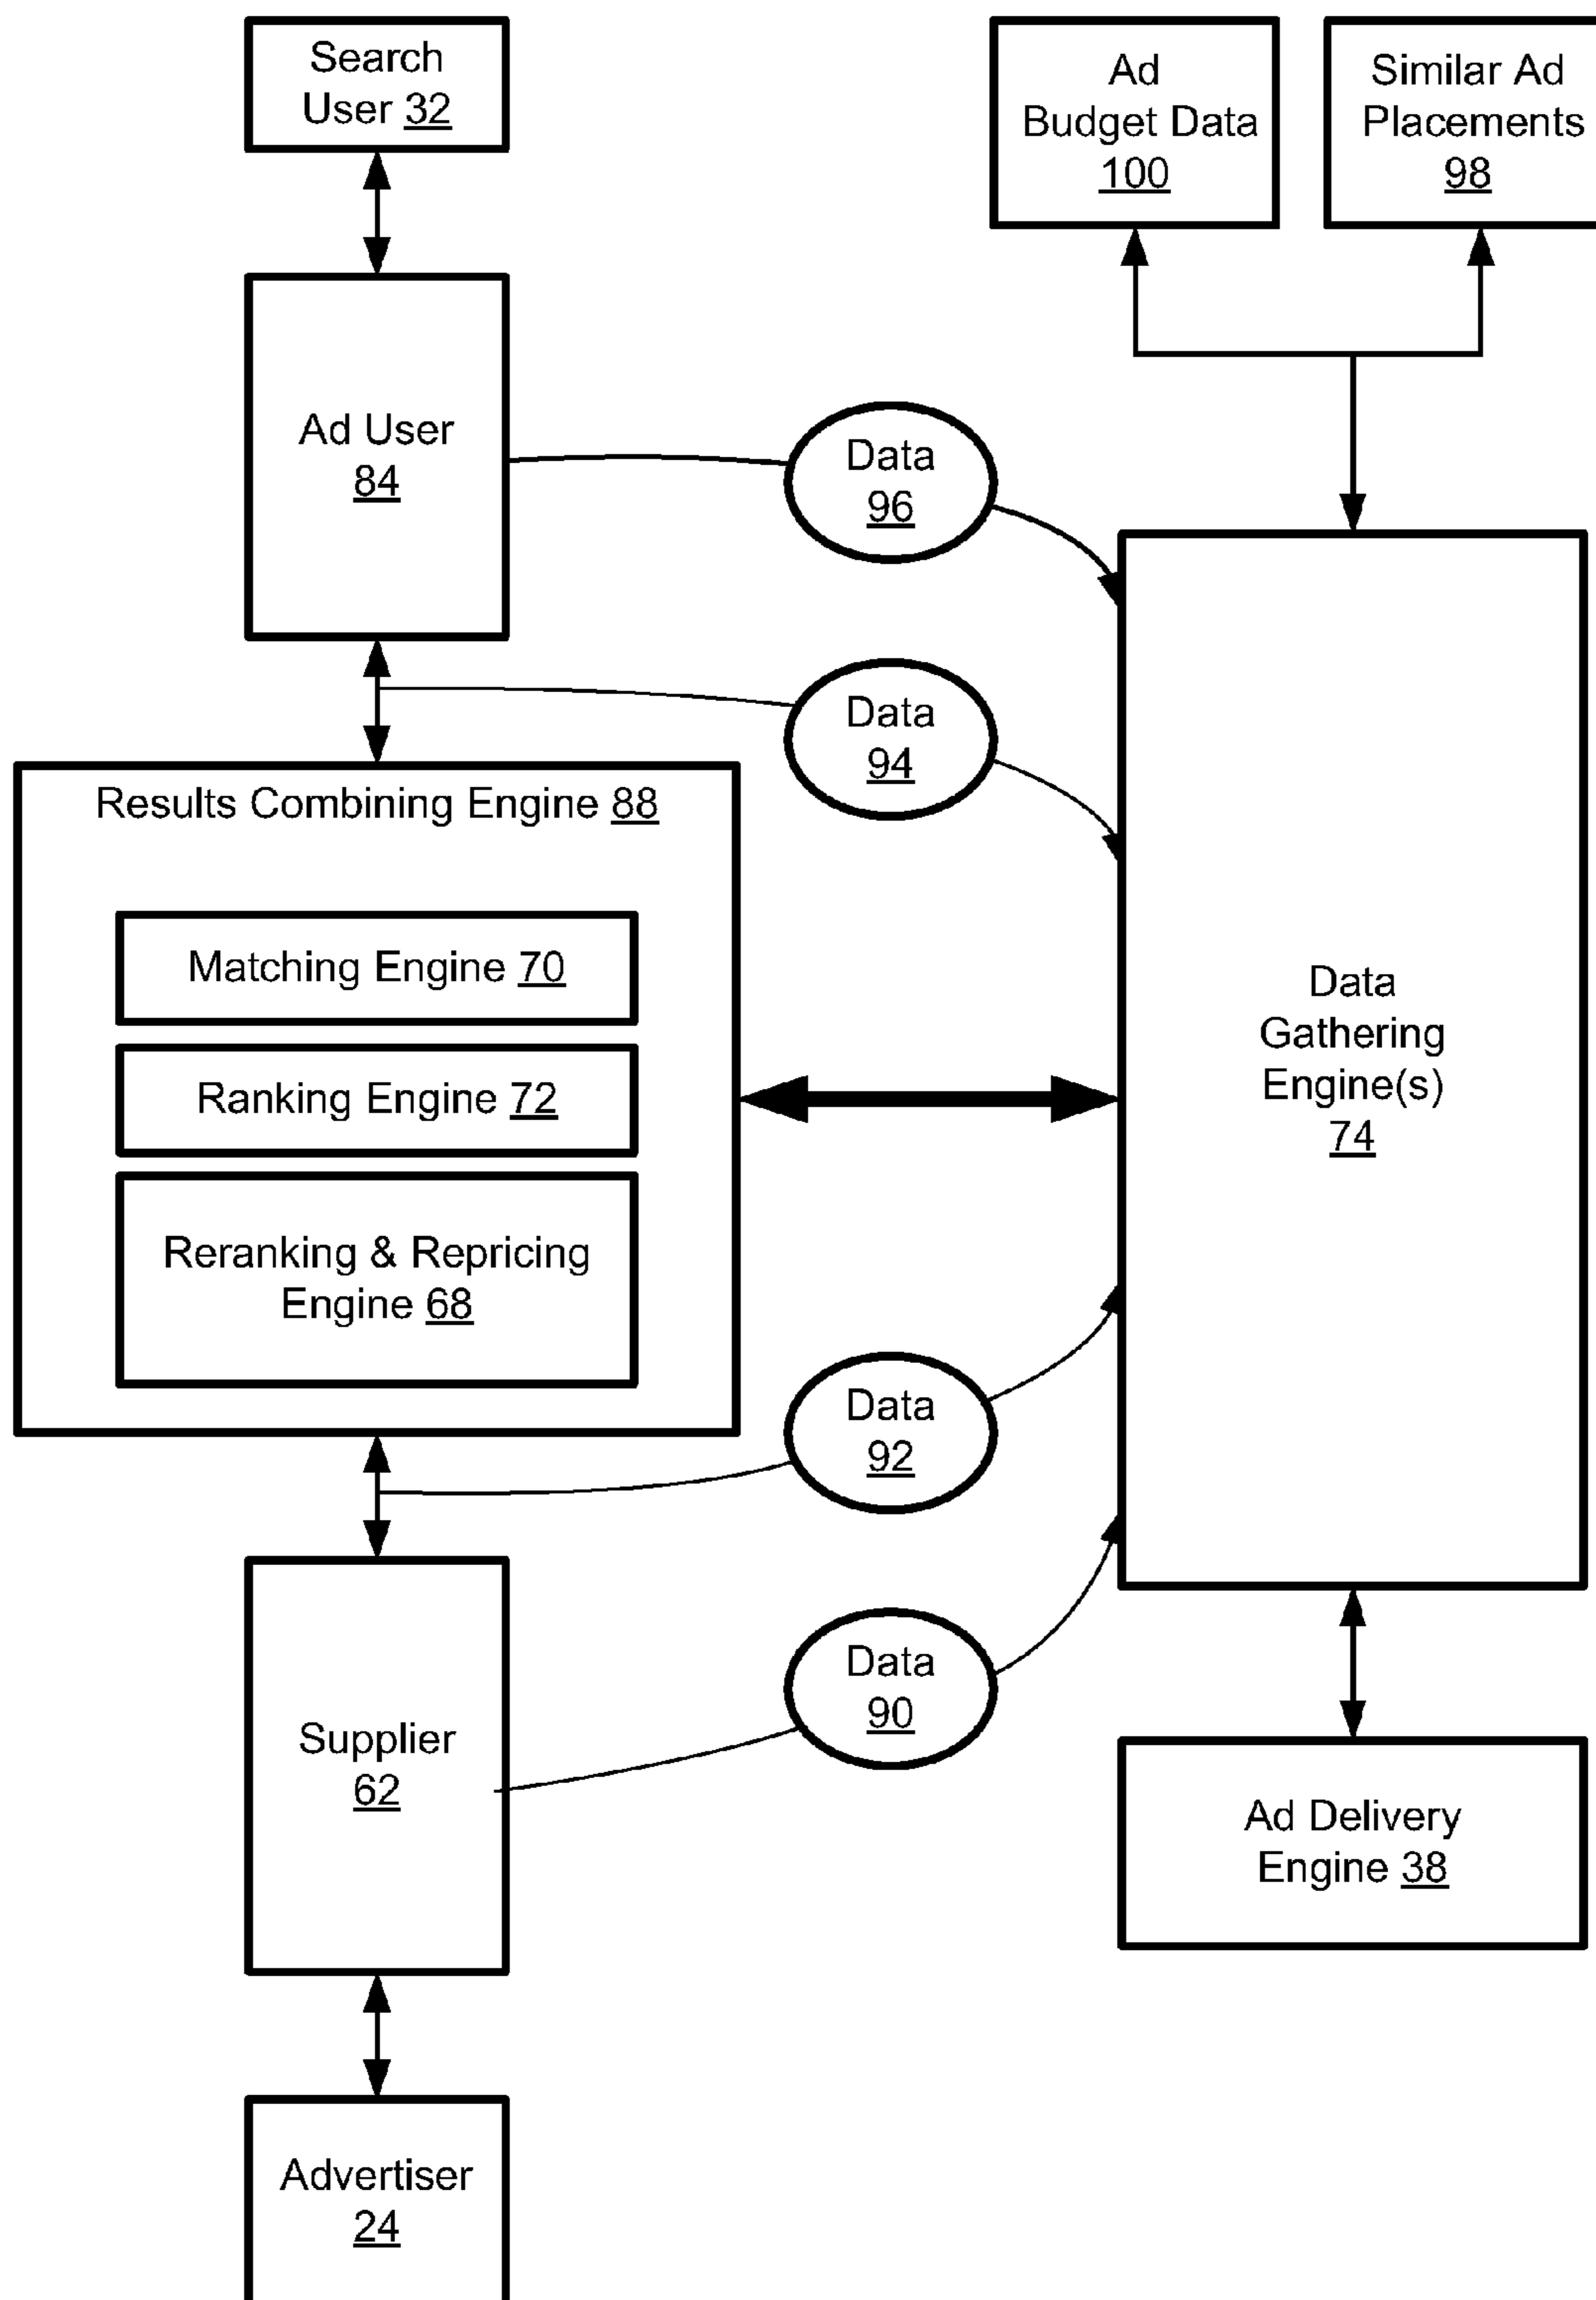 Search
User 32
Ad
Budget Data
100
Similar Ad
Placements
98
Ad User
84
Data
96
Data
94
Results Combining Engine 88
Matching Engine 70
Ranking Engine 72
Reranking & Repricing
Engine 68
Data
Gathering
Engine(s)
74
Data
92
Data
90
Supplier
62
Ad Delivery
Engine 38
Advertiser
24